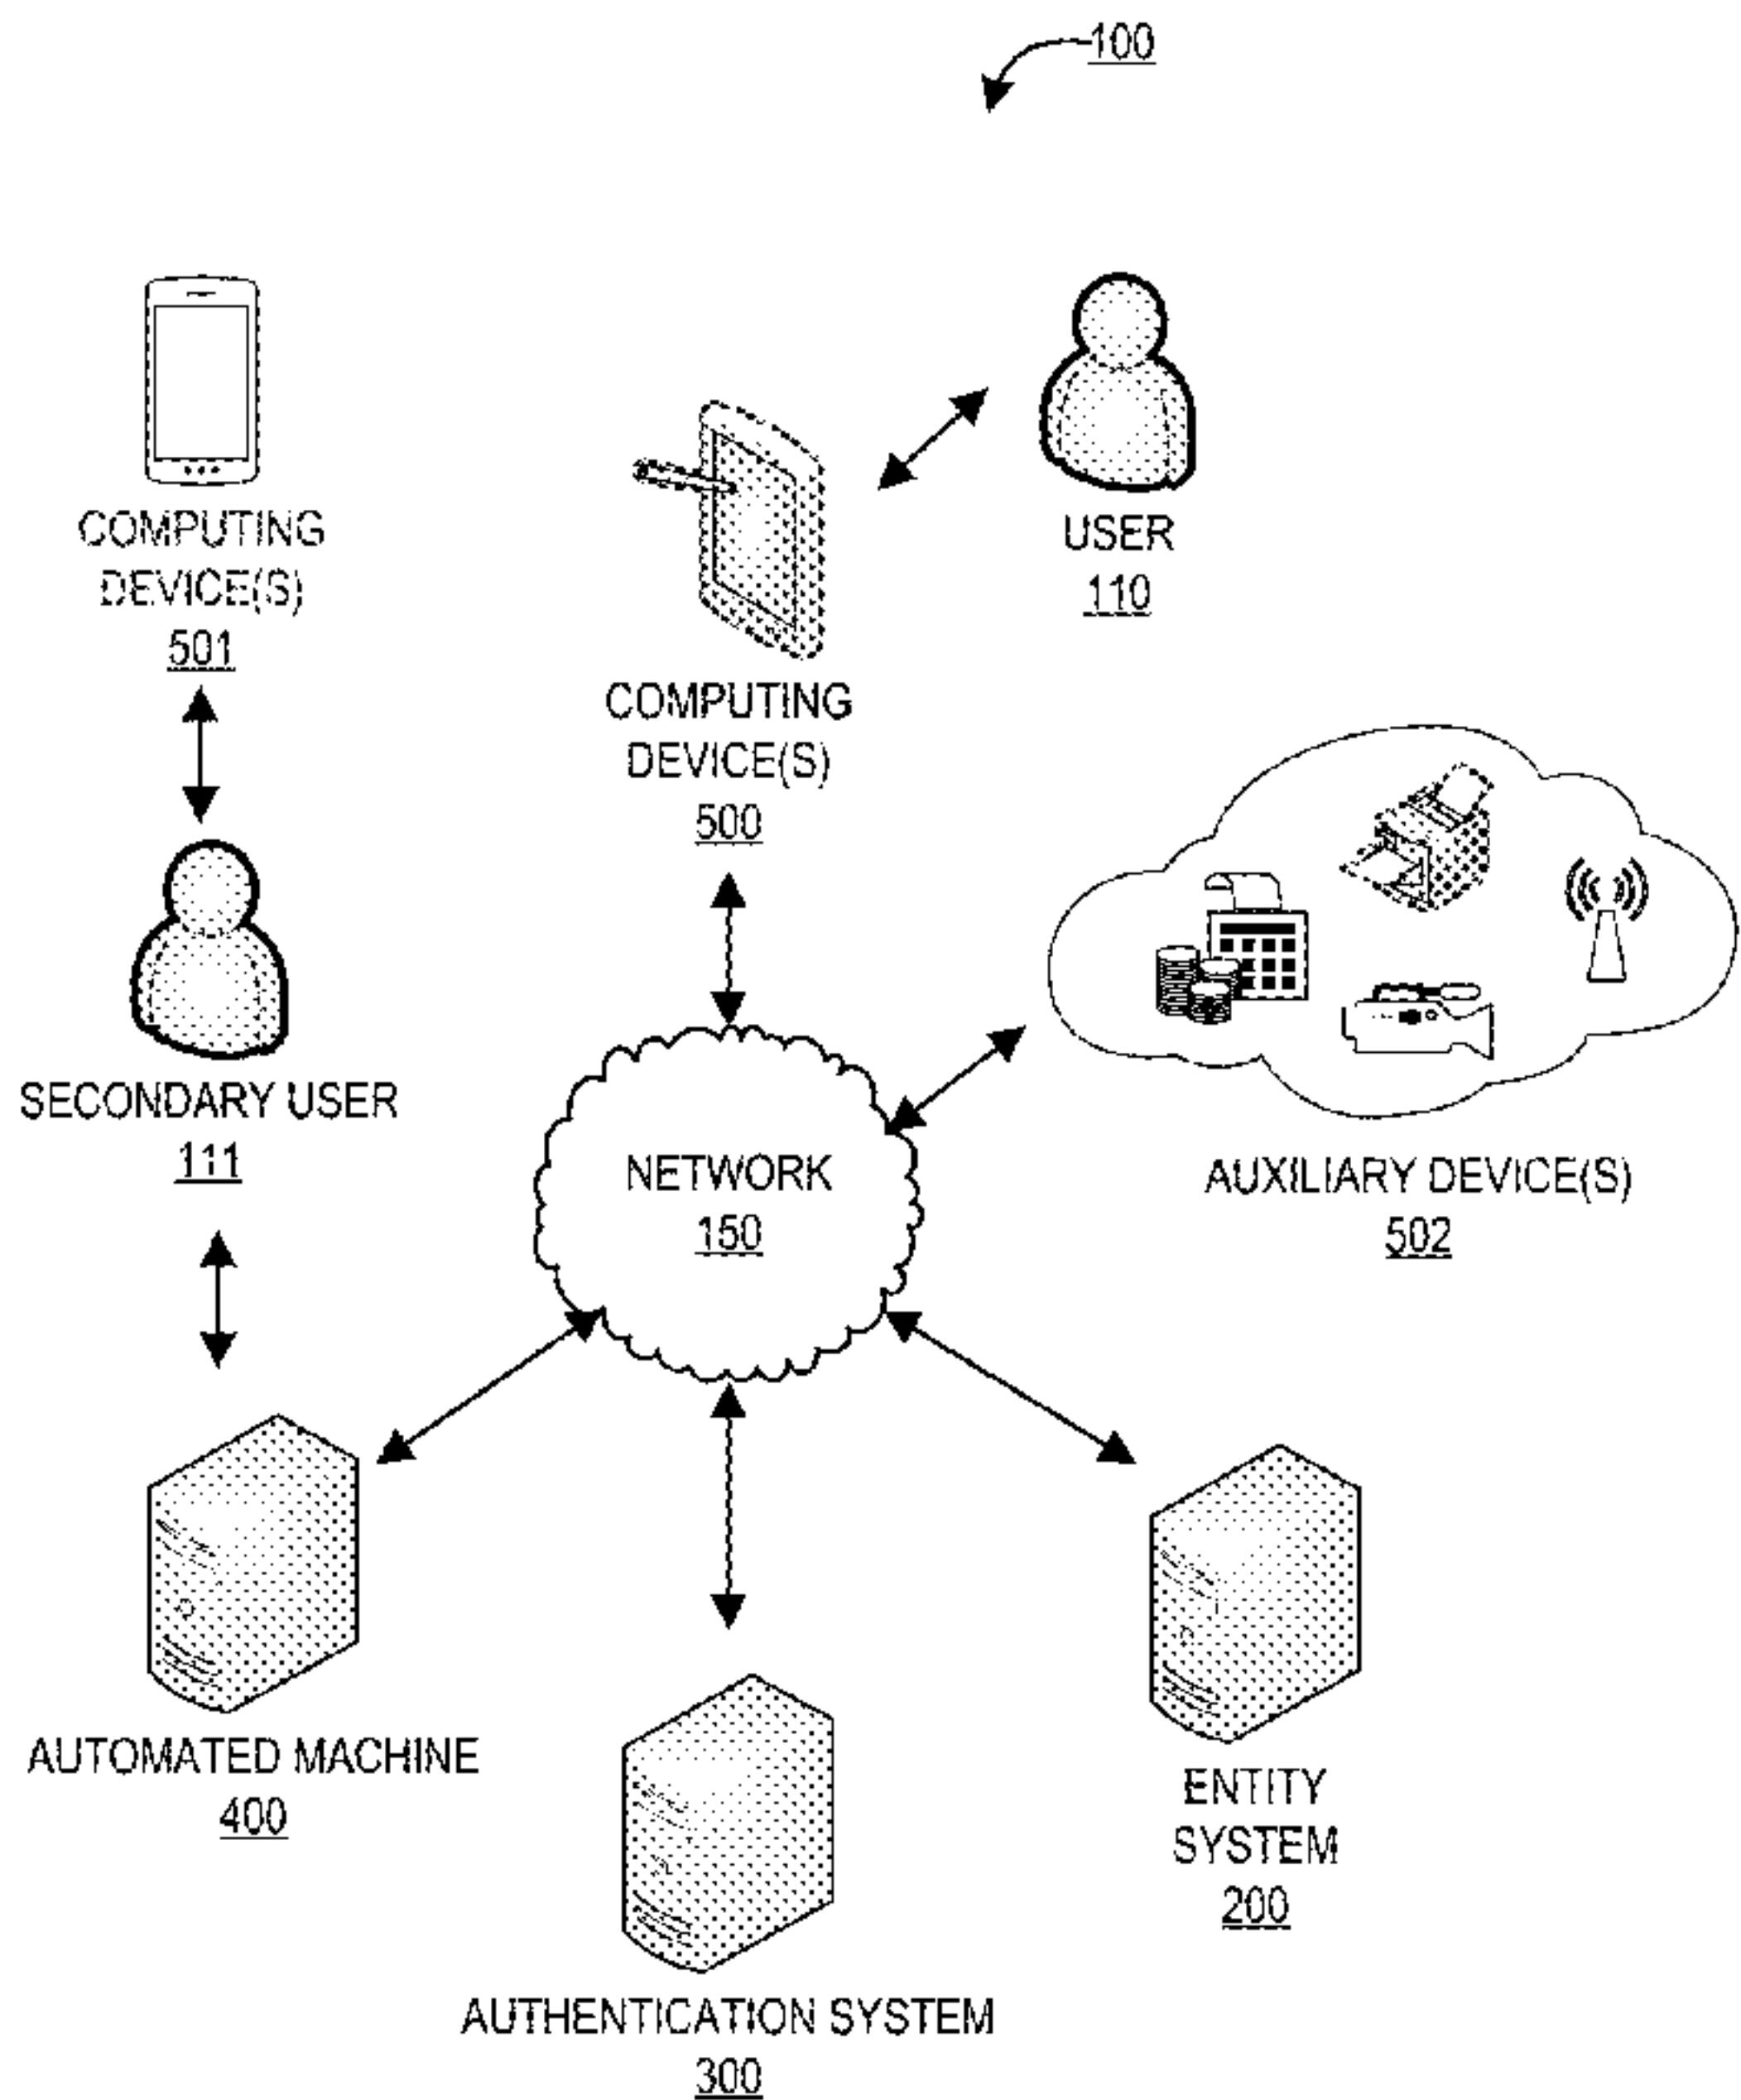 100
COMPUTING
DEVICE(S)
501
USER
110
COMPUTING
DEVICE(S)
500
SECONDARY USER
111
NETWORK
150
AUXILIARY DEVICE(S)
502
AUTOMATED MACHINE
400
ENTITY
SYSTEM
200
AUTHENTICATION SYSTEM
300